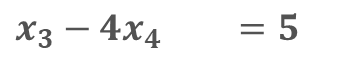 x₃ − 4x₄ = 5